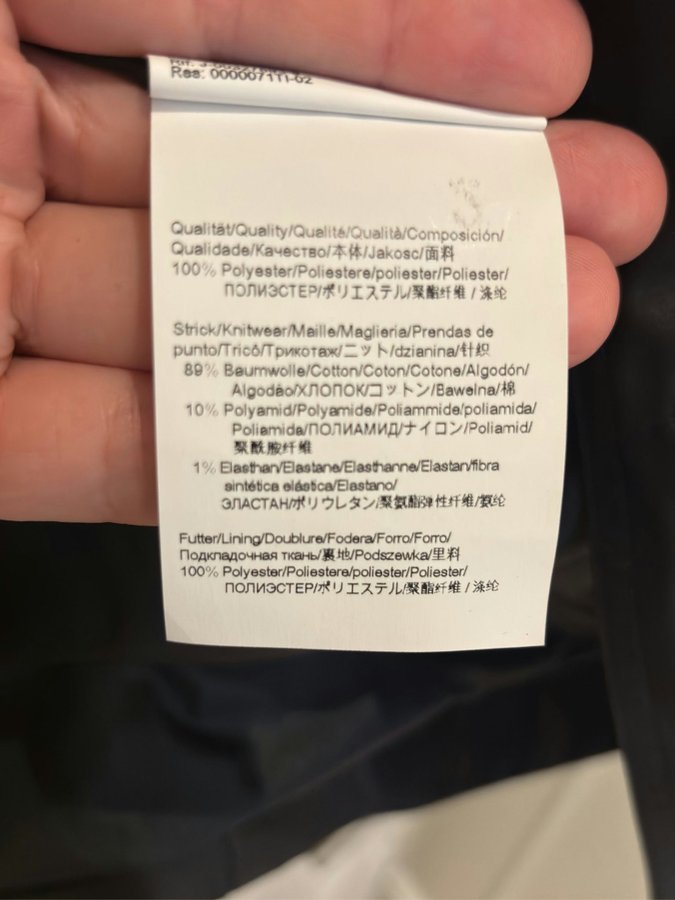 Res: 000007111-02
Qualität/Quality/Qualité/Qualità/Composición/
Qualidade/Качество/本体/Jakosc/面料
100% Polyester/Poliestere/poliester/Poliester/
ПОЛИЭСТЕР/ポリエステル/聚酯纤维 / 涤纶
Strick/Knitwear/Maille/Maglieria/Prendas de
punto/Tricô/Трикотаж/ニット/dzianina/针织
89% Baumwolle/Cotton/Coton/Cotone/Algodón/
Algodão/ХЛОПОК/コットン/Bawelna/棉
10% Polyamid/Polyamide/Poliammide/poliamida/
Poliamida/ПОЛИАМИД/ナイロン/Poliamid/
聚酰胺纤维
1% Elasthan/Elastane/Elasthanne/Elastan/fibra
sintética elástica/Elastano/
ЭЛАСТАН/ポリウレタン/聚氨酯弹性纤维/氨纶
Futter/Lining/Doublure/Fodera/Forro/Forro/
Подкладочная ткань/裏地/Podszewka/里料
100% Polyester/Poliestere/poliester/Poliester/
ПОЛИЭСТЕР/ポリエステル/聚酯纤维 / 涤纶